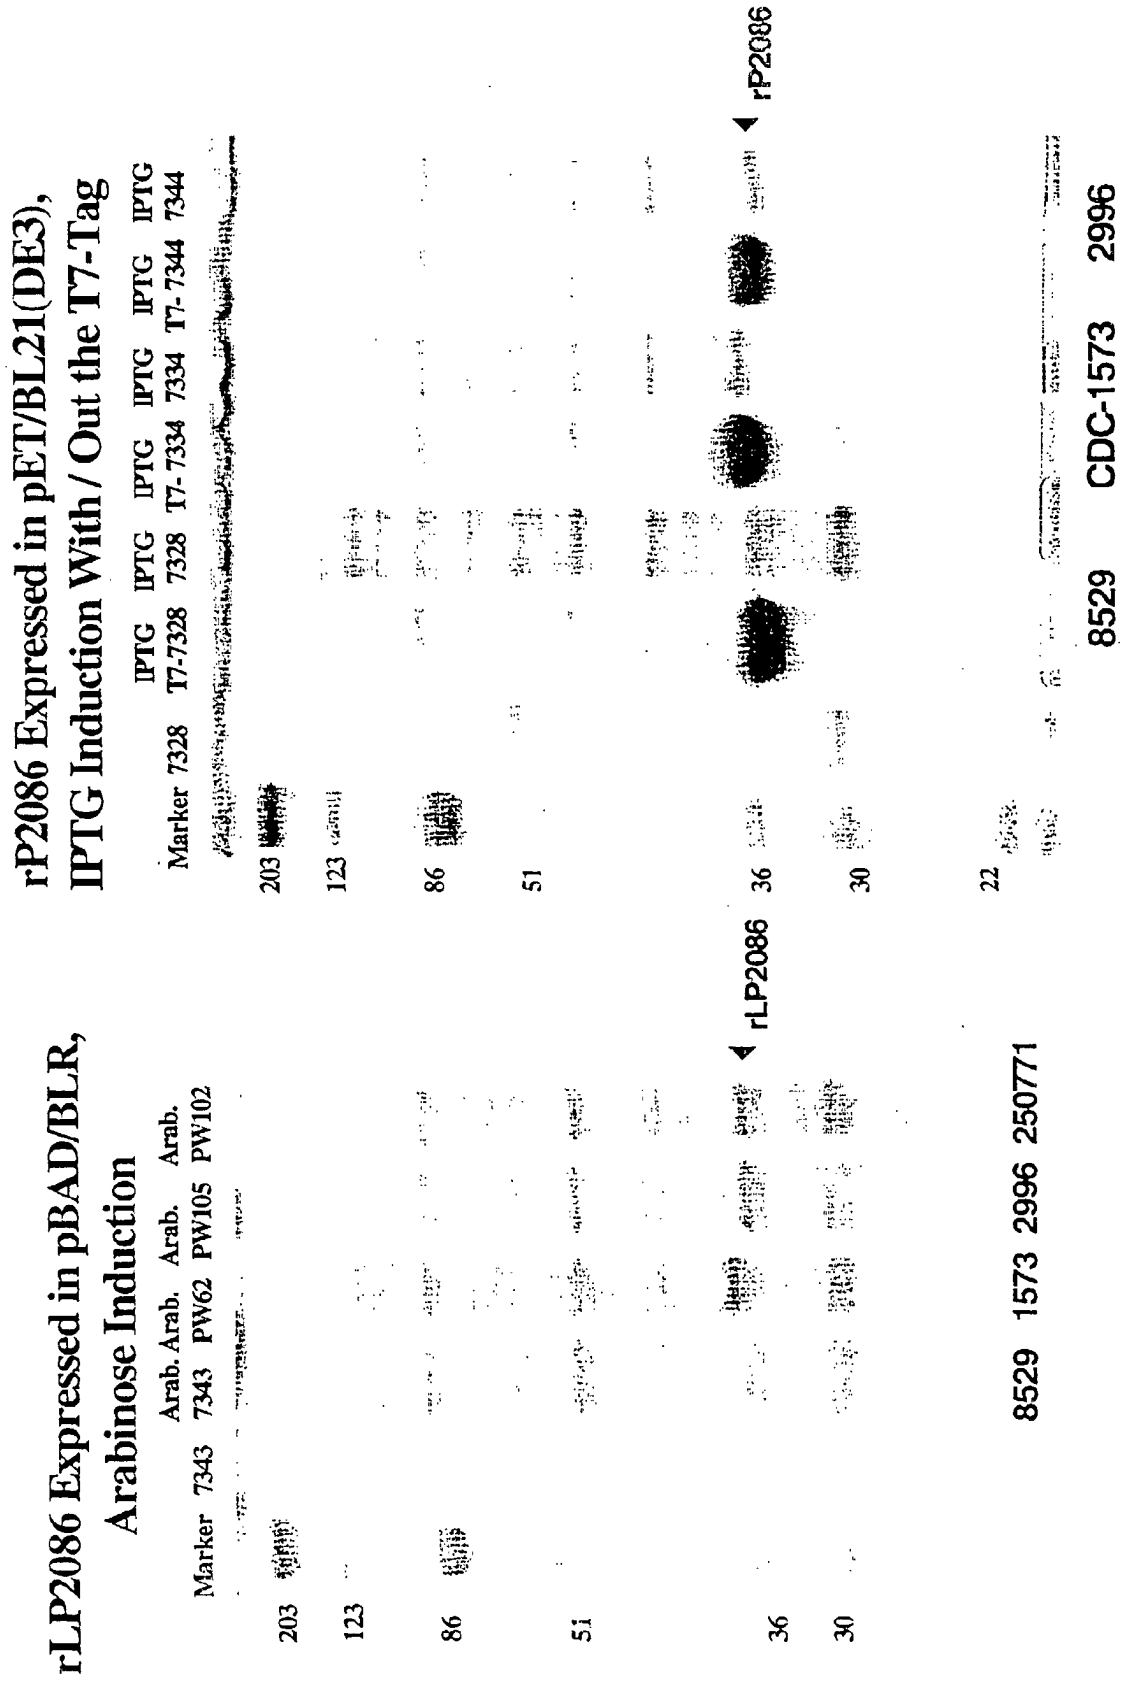 rLP2086 Expressed in pBAD/BLR,
Arabinose Induction
Arab. Arab. Arab. Arab.
Marker 7343 7343 PW62 PW105 PW102
203
123
86
51
36
30
rLP2086
8529 1573 2996 250771
rP2086 Expressed in pET/BL21(DE3),
IPTG Induction With / Out the T7-Tag
IPTG IPTG IPTG IPTG IPTG IPTG
Marker 7328 T7-7328 7328 T7- 7334 7334 T7- 7344 7344
203
123
86
51
36
30
22
rP2086
8529 CDC-1573 2996